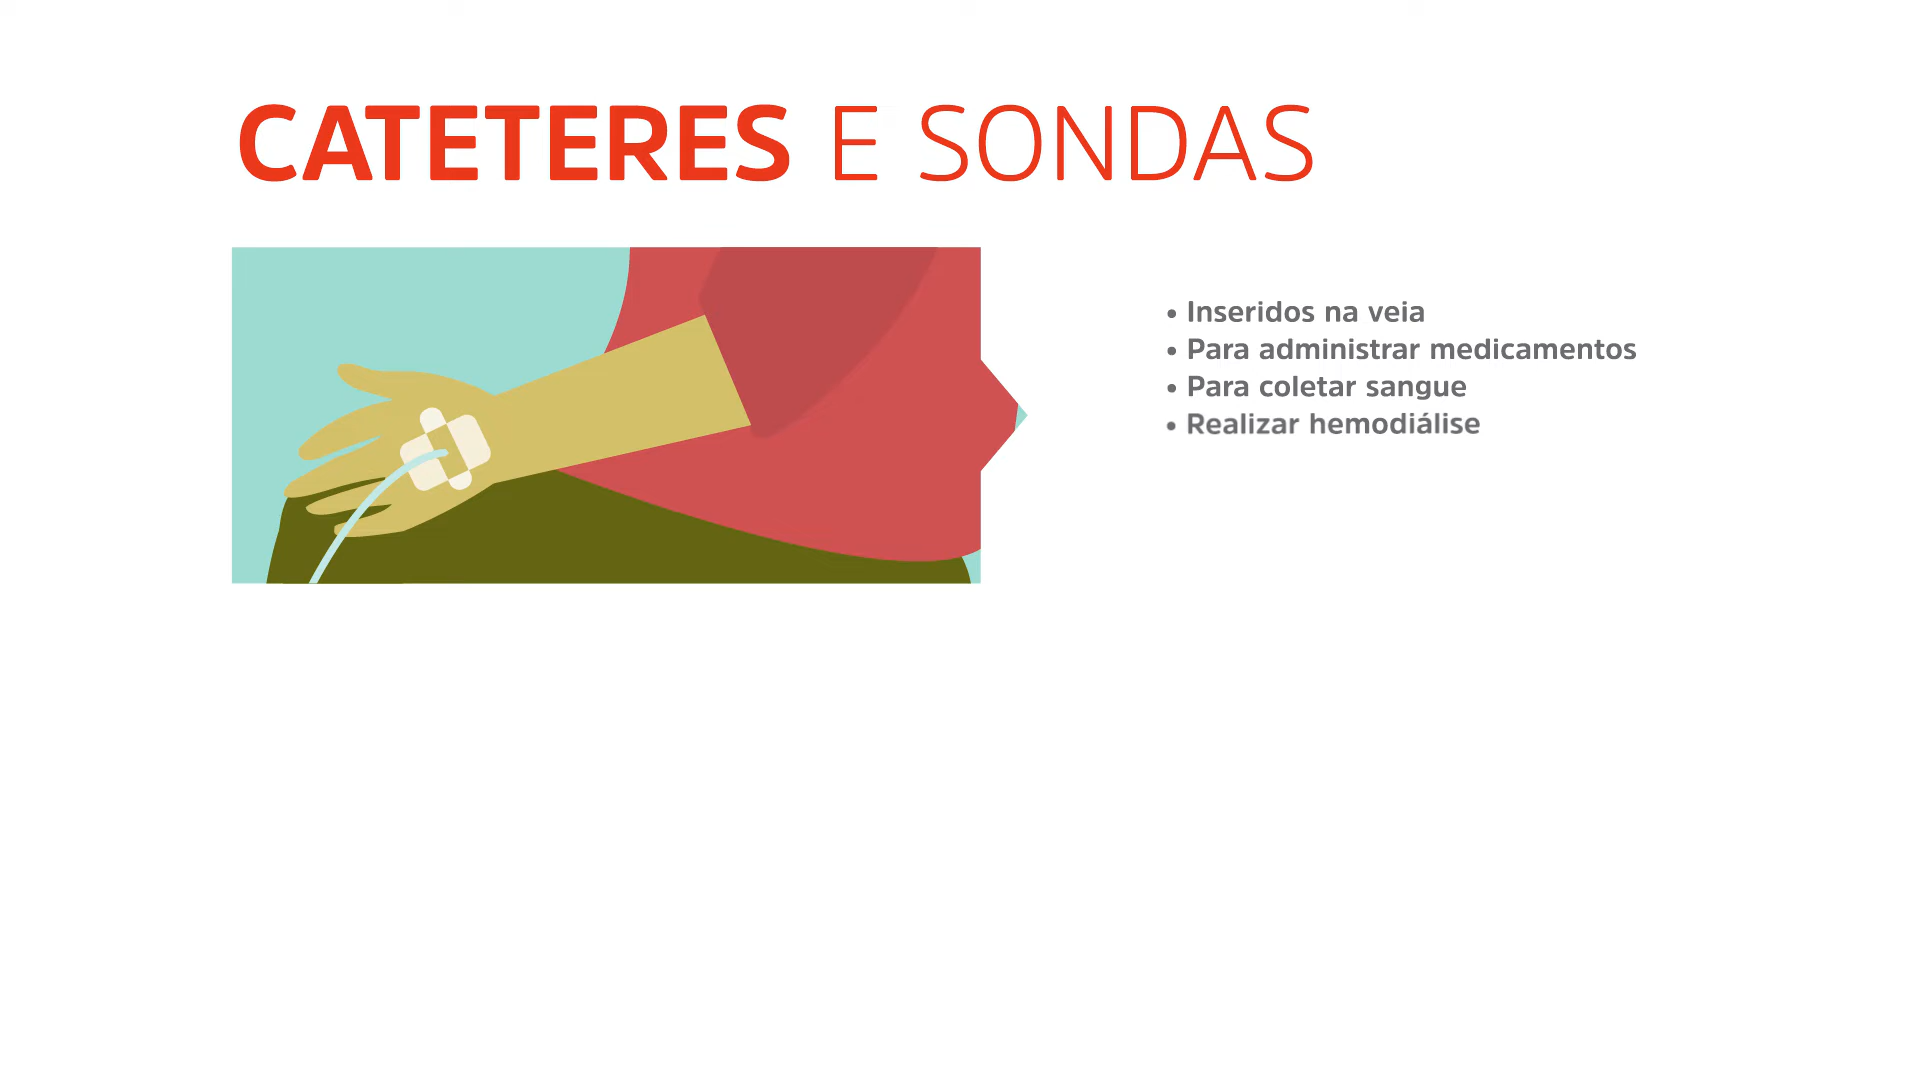 CATETERES E SONDAS
• Inseridos na veia
• Para administrar medicamentos
• Para coletar sangue
• Realizar hemodiálise